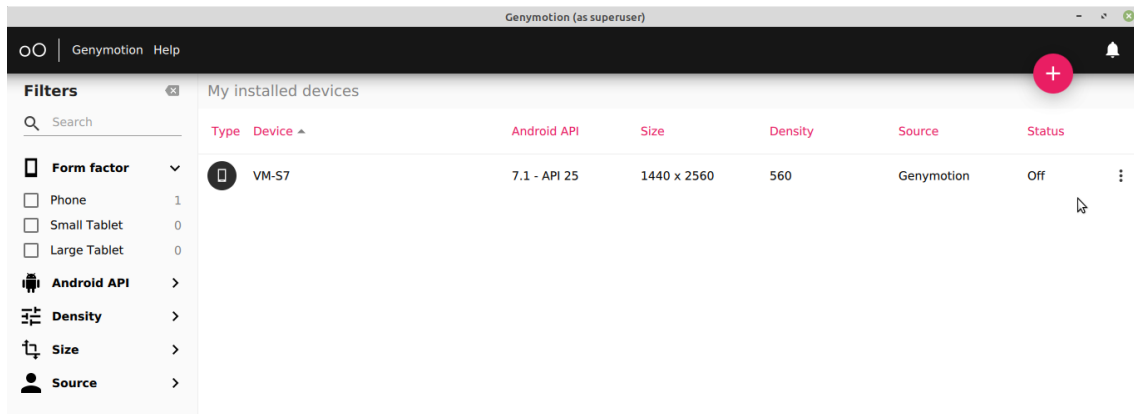 Genymotion (as superuser)
Genymotion Help
Filters
My installed devices
Search
Type Device Android API Size Density Source Status
Form factor
VM-S7 7.1 - API 25 1440 x 2560 560 Genymotion Off
Phone 1
Small Tablet 0
Large Tablet 0
Android API
Density
Size
Source